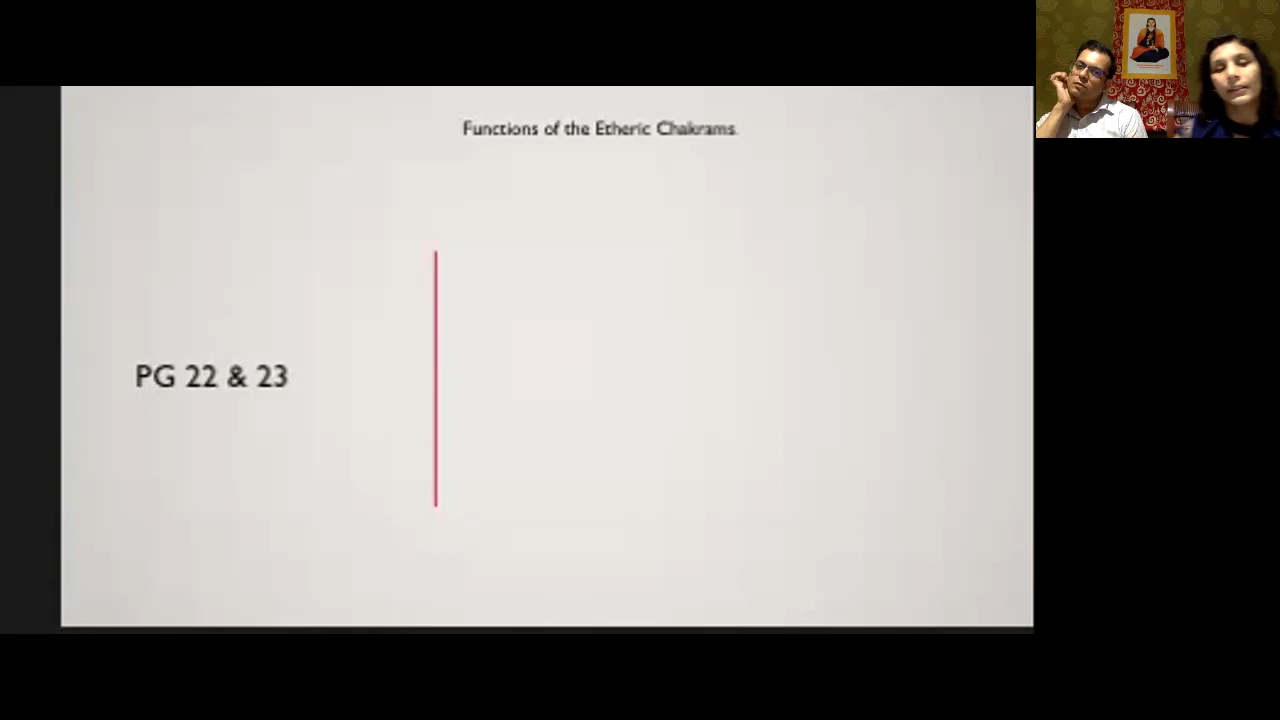 Functions of the Etheric Chakrams.
PG 22 & 23